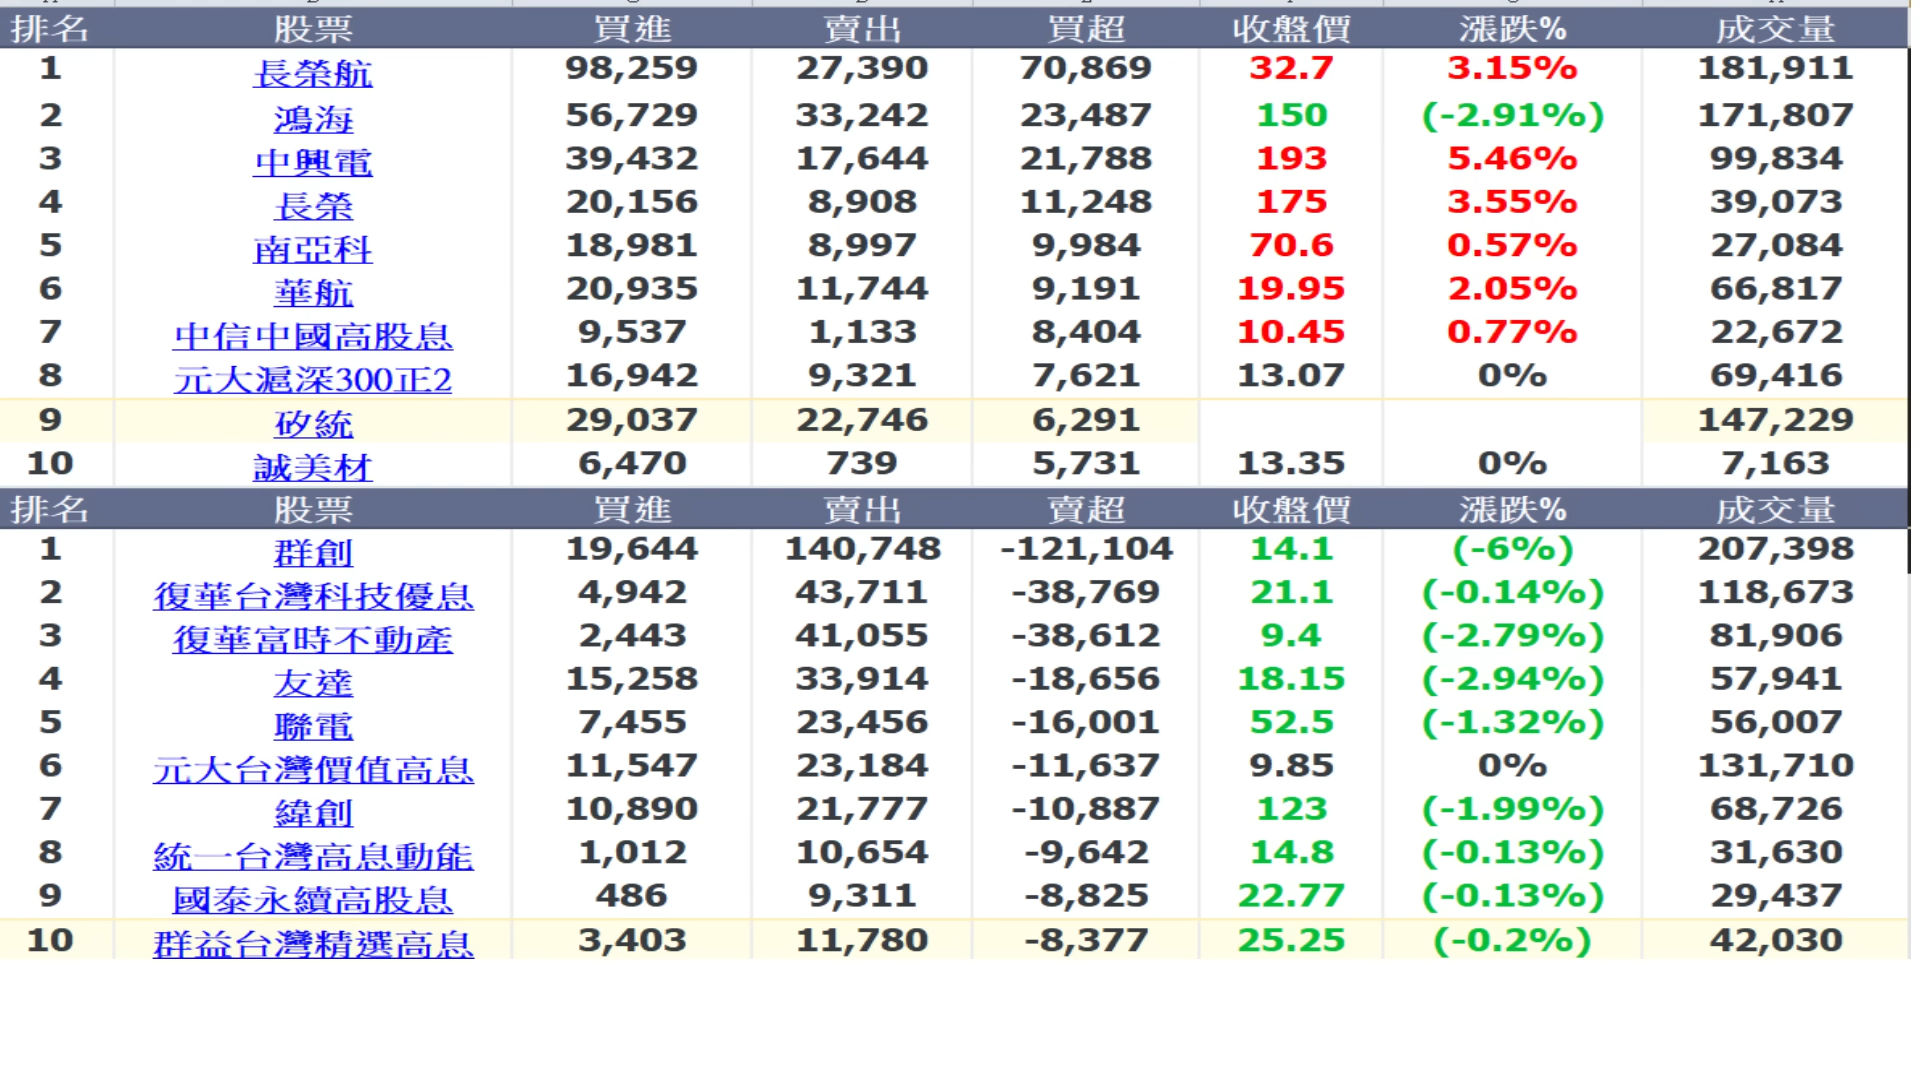 排名 股票 買進 賣出 買超 收盤價 漲跌% 成交量
1 長榮航 98,259 27,390 70,869 32.7 3.15% 181,911
2 鴻海 56,729 33,242 23,487 150 (-2.91%) 171,807
3 中興電 39,432 17,644 21,788 193 5.46% 99,834
4 長榮 20,156 8,908 11,248 175 3.55% 39,073
5 南亞科 18,981 8,997 9,984 70.6 0.57% 27,084
6 華航 20,935 11,744 9,191 19.95 2.05% 66,817
7 中信中國高股息 9,537 1,133 8,404 10.45 0.77% 22,672
8 元大滬深300正2 16,942 9,321 7,621 13.07 0% 69,416
9 矽統 29,037 22,746 6,291 147,229
10 誠美材 6,470 739 5,731 13.35 0% 7,163
排名 股票 買進 賣出 賣超 收盤價 漲跌% 成交量
1 群創 19,644 140,748 -121,104 14.1 (-6%) 207,398
2 復華台灣科技優息 4,942 43,711 -38,769 21.1 (-0.14%) 118,673
3 復華富時不動產 2,443 41,055 -38,612 9.4 (-2.79%) 81,906
4 友達 15,258 33,914 -18,656 18.15 (-2.94%) 57,941
5 聯電 7,455 23,456 -16,001 52.5 (-1.32%) 56,007
6 元大台灣價值高息 11,547 23,184 -11,637 9.85 0% 131,710
7 緯創 10,890 21,777 -10,887 123 (-1.99%) 68,726
8 統一台灣高息動能 1,012 10,654 -9,642 14.8 (-0.13%) 31,630
9 國泰永續高股息 486 9,311 -8,825 22.77 (-0.13%) 29,437
10 群益台灣精選高息 3,403 11,780 -8,377 25.25 (-0.2%) 42,030